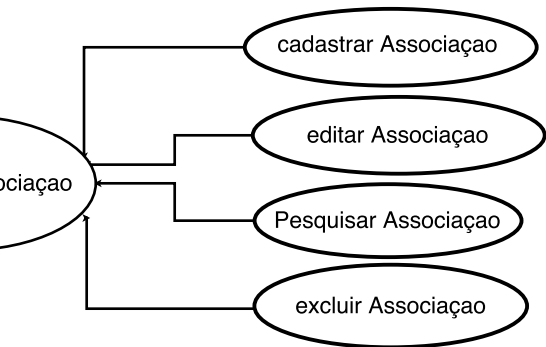 cadastrar Associaçao
editar Associaçao
ociaçao
Pesquisar Associaçao
excluir Associaçao